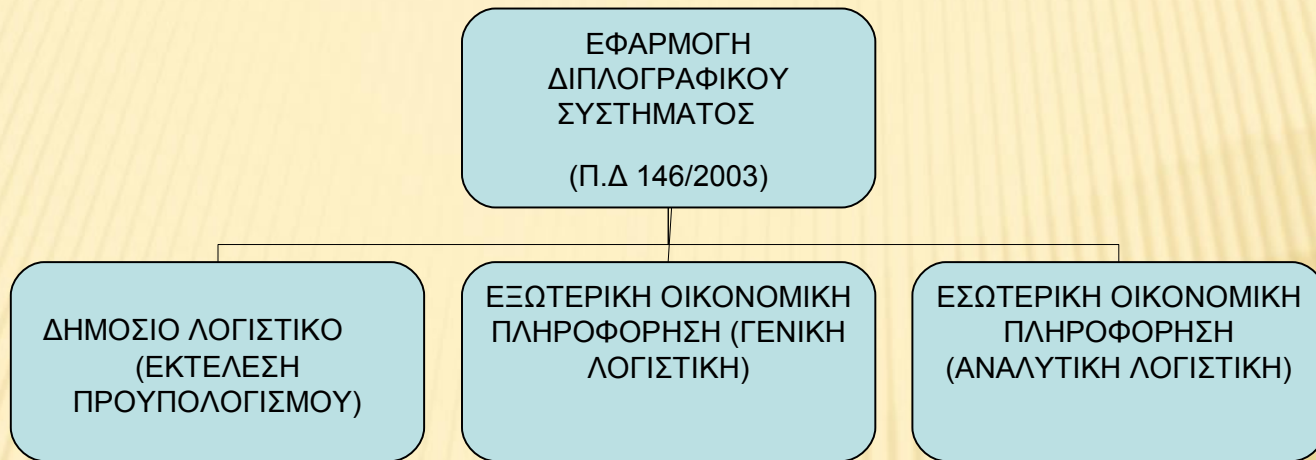 ΕΦΑΡΜΟΓΗ
ΔΙΠΛΟΓΡΑΦΙΚΟΥ
ΣΥΣΤΗΜΑΤΟΣ
(Π.Δ 146/2003)
ΔΗΜΟΣΙΟ ΛΟΓΙΣΤΙΚΟ
(ΕΚΤΕΛΕΣΗ
ΠΡΟΥΠΟΛΟΓΙΣΜΟΥ)
ΕΞΩΤΕΡΙΚΗ ΟΙΚΟΝΟΜΙΚΗ
ΠΛΗΡΟΦΟΡΗΣΗ (ΓΕΝΙΚΗ
ΛΟΓΙΣΤΙΚΗ)
ΕΣΩΤΕΡΙΚΗ ΟΙΚΟΝΟΜΙΚΗ
ΠΛΗΡΟΦΟΡΗΣΗ
(ΑΝΑΛΥΤΙΚΗ ΛΟΓΙΣΤΙΚΗ)